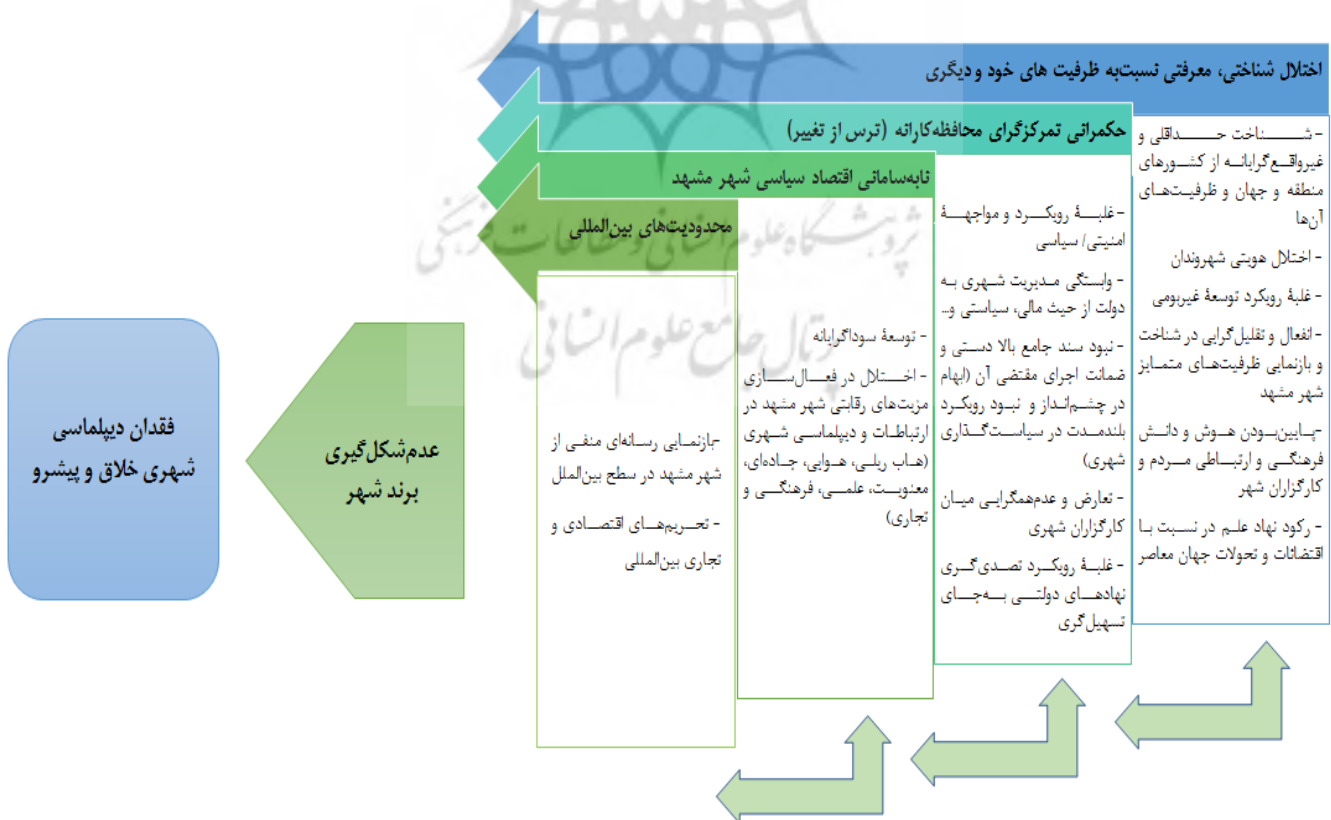 اختلال شناختی، معرفتی نسبت‌به ظرفیت های خود و دیگری
- شناخت حداقلی و
غیرواقع‌گرایانه از کشورهای
منطقه و جهان و ظرفیت‌های
آن‌ها
- اختلال هویتی شهروندان
- غلبهٔ رویکرد توسعهٔ غیربومی
- انفعال و تقلیل‌گرایی در شناخت
و بازنمایی ظرفیت‌های متمایز
شهر مشهد
-پایین‌بودن هوش و دانش
فرهنگی و ارتباطی مردم و
کارگزاران شهر
- رکود نهاد علم در نسبت با
اقتضائات و تحولات جهان معاصر
حکمرانی تمرکزگرای محافظه‌کارانه (ترس از تغییر)
-غلبهٔ رویکرد و مواجههٔ
امنیتی/ سیاسی
- وابستگی مدیریت شهری به
دولت از حیث مالی، سیاستی و...
- نبود سند جامع بالا دستی و
ضمانت اجرای مقتضی آن (ابهام
در چشم‌انداز و نبود رویکرد
بلندمدت در سیاست‌گذاری
شهری)
- تعارض و عدم‌همگرایی میان
کارگزاران شهری
- غلبهٔ رویکرد تصدی‌گری
نهادهای دولتی به‌جای
تسهیل‌گری
نابه‌سامانی اقتصاد سیاسی شهر مشهد
- توسعهٔ سوداگرایانه
- اختلال در فعال‌سازی
مزیت‌های رقابتی شهر مشهد در
ارتباطات و دیپلماسی شهری
(هاب ریلی، هوایی، جاده‌ای،
معنویت، علمی، فرهنگی و
تجاری)
محدودیت‌های بین‌المللی
-بازنمایی رسانه‌ای منفی از
شهر مشهد در سطح بین‌الملل
- تحریم‌های اقتصادی و
تجاری بین‌المللی
عدم‌شکل‌گیری
برند شهر
فقدان دیپلماسی
شهری خلاق و پیشرو
پژوهشگاه علوم انسانی و مطالعات فرهنگی
پرتال جامع علوم انسانی